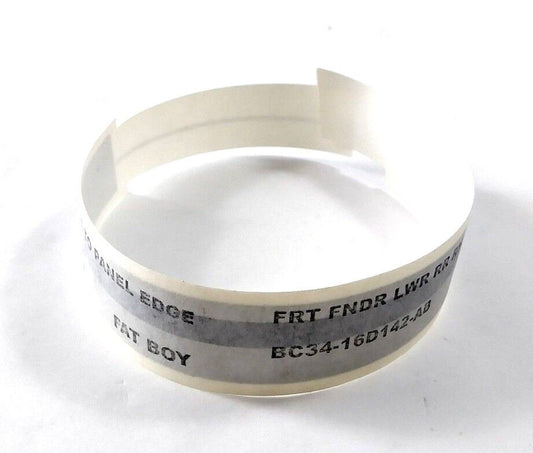 PANEL EDGE FRT FNDR LWR RR
FAT BOY BC34-16D142-AB